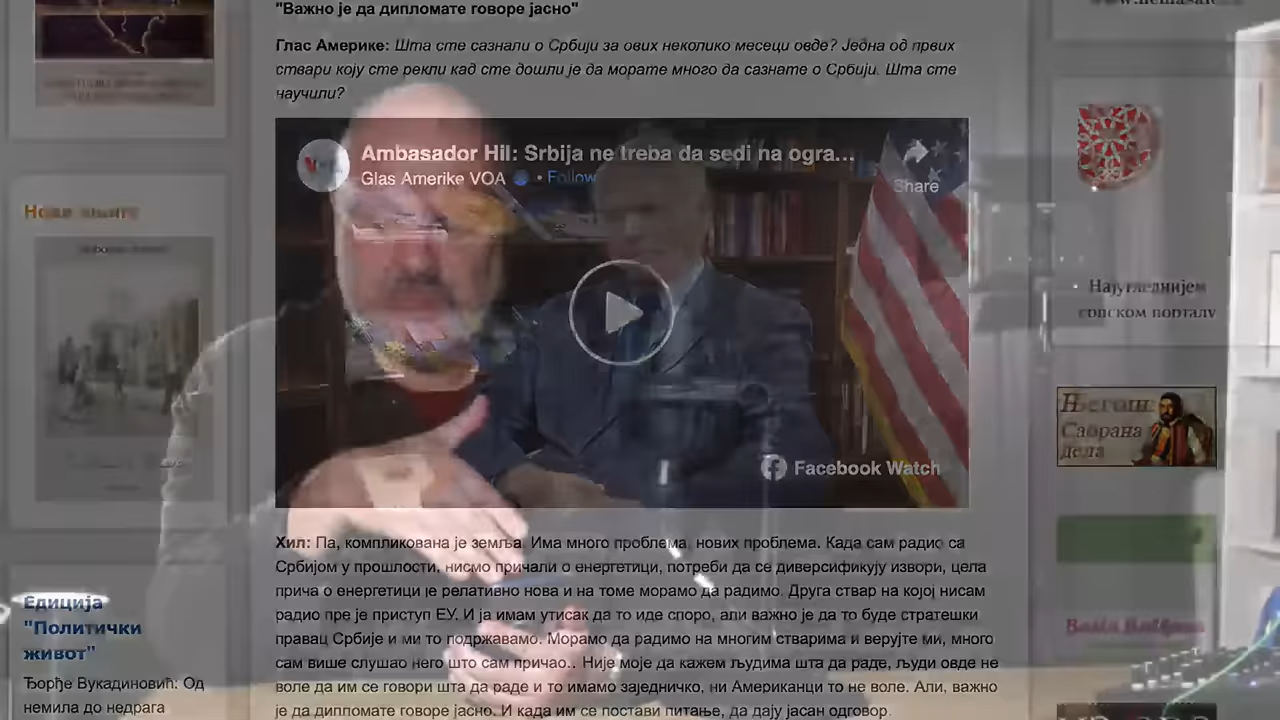 "Важно је да дипломате говоре јасно"
Глас Америке: Шта сте сазнали о Србији за ових неколико месеци овде? Једна од првих
ствари коју сте рекли кад сте дошли је да морате много да сазнате о Србији. Шта сте
научили?
Ambasador Hil: Srbija ne treba da sedi na ogra...
Glas Amerike VOA • Follow
Share
Facebook Watch
Хил: Па, компликована је земља. Има много проблема, нових проблема. Када сам радио са
Србијом у прошлости, нисмо причали о енергетици, потреби да се диверсификују извори, цела
прича о енергетици је релативно нова и на томе морамо да радимо. Друга ствар на којој нисам
радио пре је приступ ЕУ. И ја имам утисак да то иде споро, али важно је да то буде стратешки
правац Србије и ми то подржавамо. Морамо да радимо на многим стварима и верујте ми, много
сам више слушао него што сам причао.. Није моје да кажем људима шта да раде, људи овде не
воле да им се говори шта да раде и то имамо заједничко, ни Американци то не воле. Али, важно
је да дипломате говоре јасно. И када им се постави питање, да дају јасан одговор.
Нове књиге
Едиција
"Политички
живот"
Ђорђе Вукадиновић: Од
немила до недрага
Најугледнијем
српском порталу
Његош
Сабрана
дела